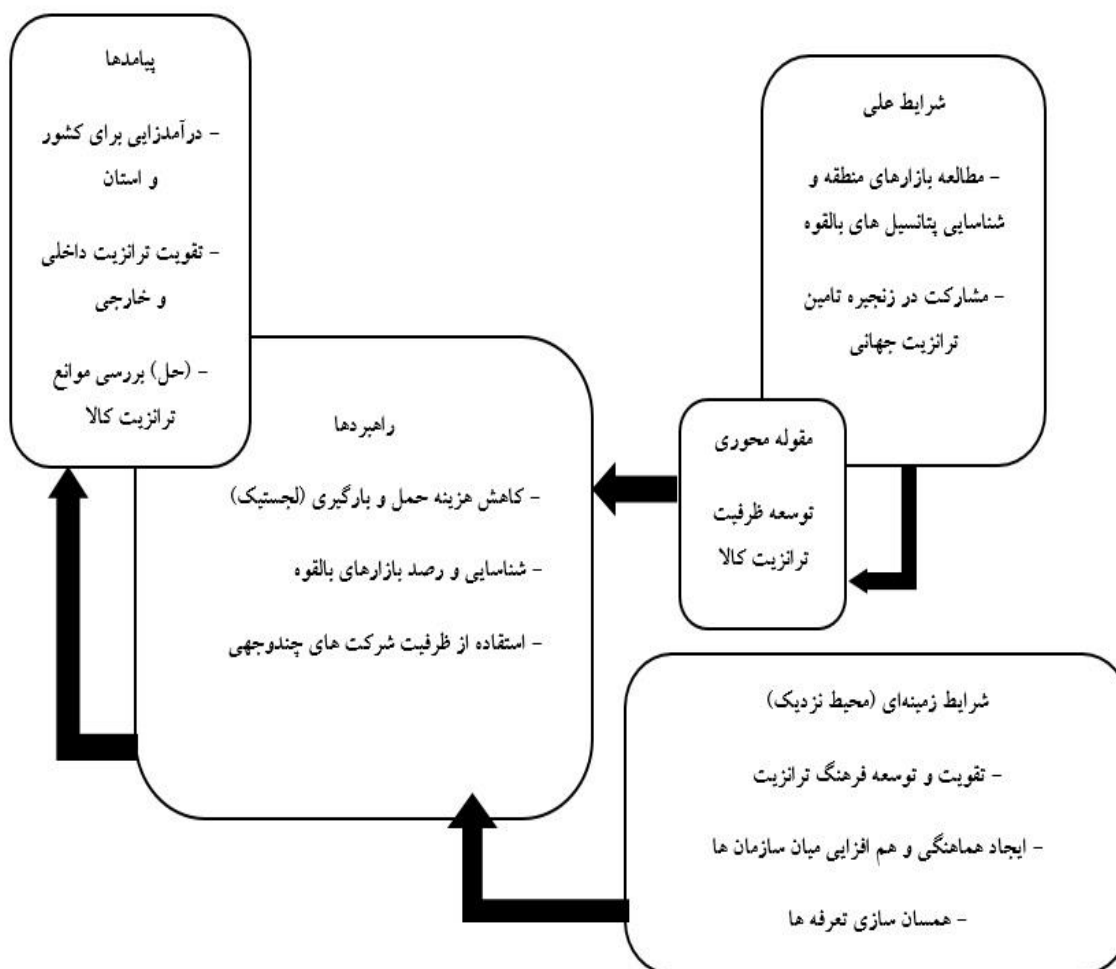 شرایط علی
- مطالعه بازارهای منطقه و
شناسایی پتانسیل های بالقوه
- مشارکت در زنجیره تامین
ترانزیت جهانی
مقوله محوری
توسعه ظرفیت
ترانزیت کالا
شرایط زمینه‌ای (محیط نزدیک)
- تقویت و توسعه فرهنگ ترانزیت
- ایجاد هماهنگی و هم افزایی میان سازمان ها
- همسان سازی تعرفه ها
راهبردها
- کاهش هزینه حمل و بارگیری (لجستیک)
- شناسایی و رصد بازارهای بالقوه
- استفاده از ظرفیت شرکت های چندوجهی
پیامدها
- درآمدزایی برای کشور
و استان
- تقویت ترانزیت داخلی
و خارجی
- (حل) بررسی موانع
ترانزیت کالا